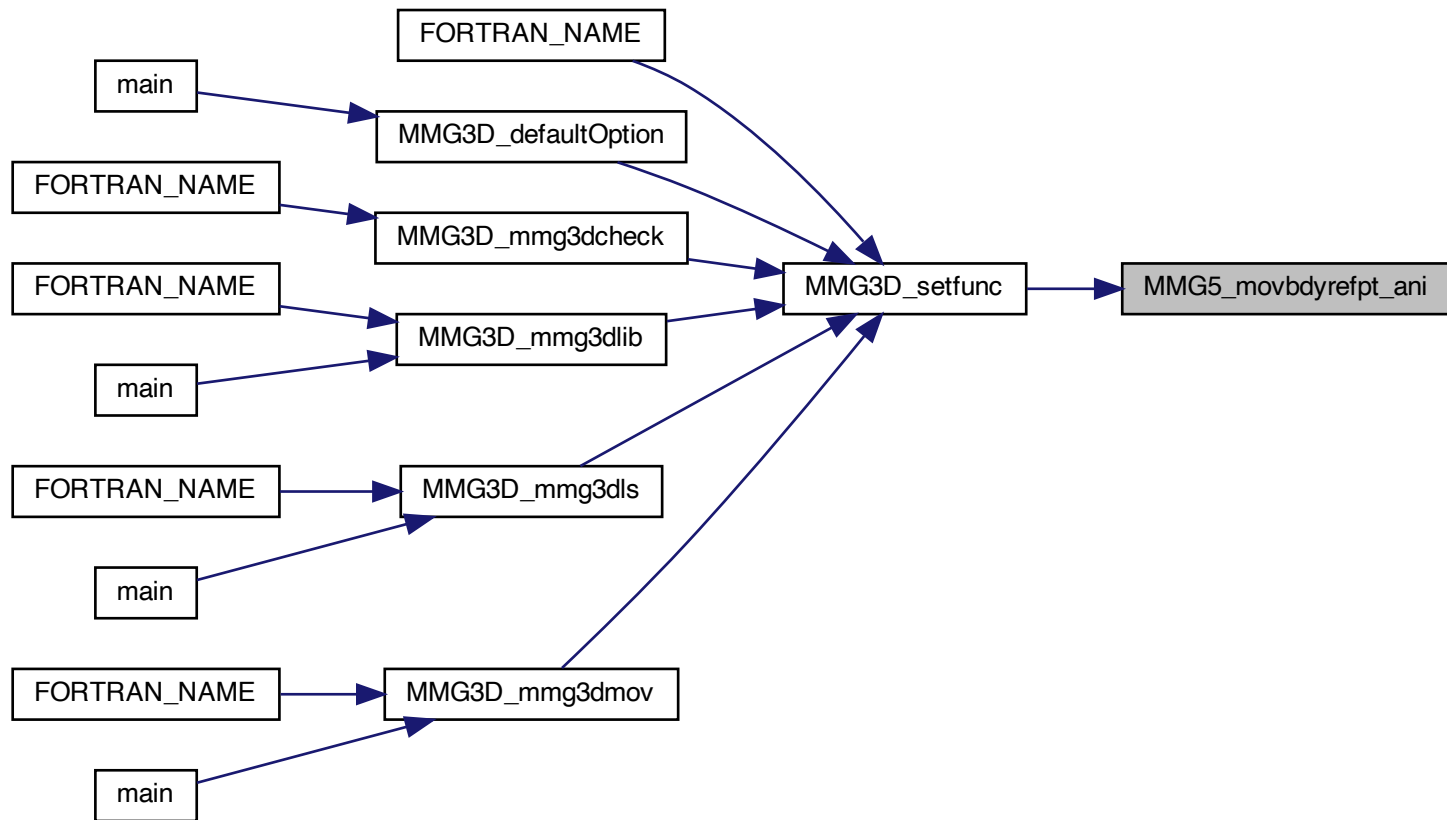 FORTRAN_NAME
main
MMG3D_defaultOption
FORTRAN_NAME
MMG3D_mmg3dcheck
FORTRAN_NAME
MMG3D_setfunc
MMG5_movbdyrefpt_ani
MMG3D_mmg3dlib
main
FORTRAN_NAME
MMG3D_mmg3dls
main
FORTRAN_NAME
MMG3D_mmg3dmov
main